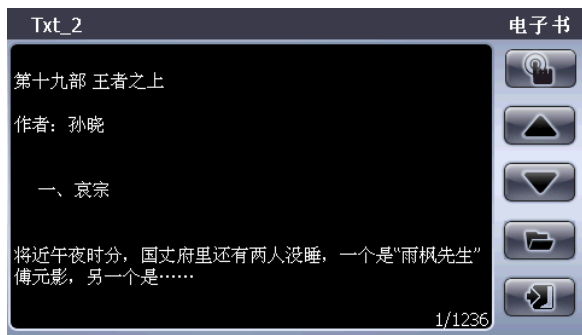 Txt_2
电子书
第十九部 王者之上
作者：孙晓
一、哀宗
将近午夜时分，国丈府里还有两人没睡，一个是“雨枫先生”
傅元影，另一个是……
1/1236